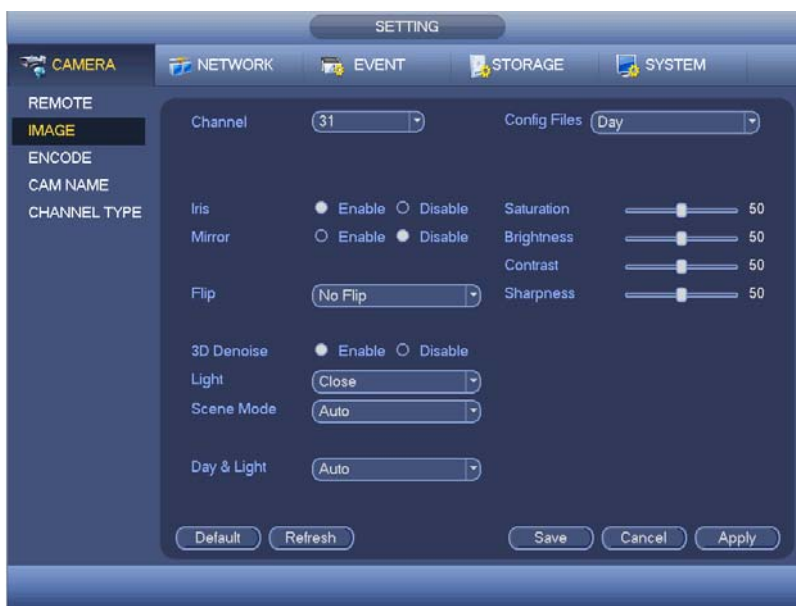 SETTING
CAMERA NETWORK EVENT STORAGE SYSTEM
REMOTE
IMAGE
ENCODE
CAM NAME
CHANNEL TYPE
Channel 31 Config Files Day
Iris Enable Disable Saturation 50
Mirror Enable Disable Brightness 50
Contrast 50
Flip No Flip Sharpness 50
3D Denoise Enable Disable
Light Close
Scene Mode Auto
Day & Light Auto
Default Refresh Save Cancel Apply